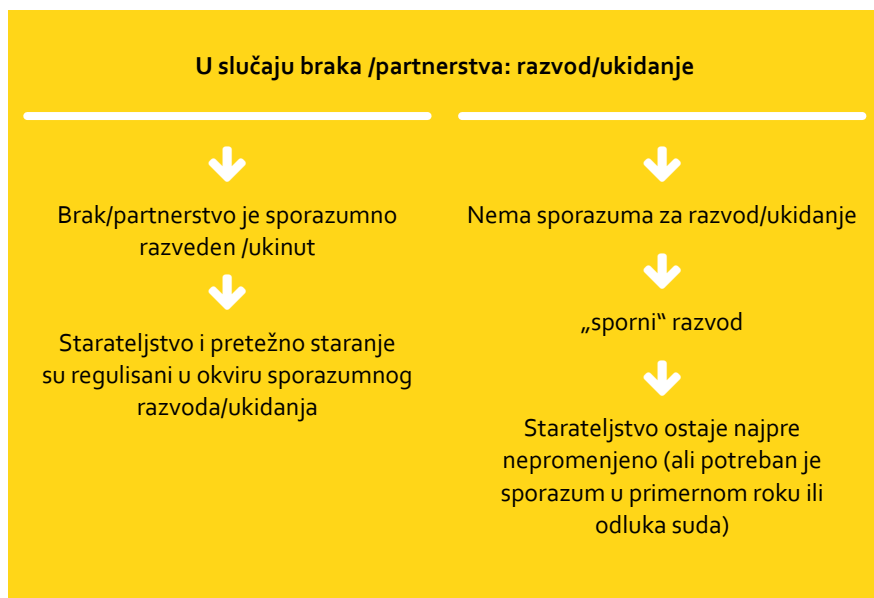 U slučaju braka /partnerstva: razvod/ukidanje
Brak/partnerstvo je sporazumno
razveden /ukinut
Starateljstvo i pretežno staranje
su regulisani u okviru sporazumnog
razvoda/ukidanja
Nema sporazuma za razvod/ukidanje
„sporni“ razvod
Starateljstvo ostaje najpre
nepromenjeno (ali potreban je
sporazum u primernom roku ili
odluka suda)